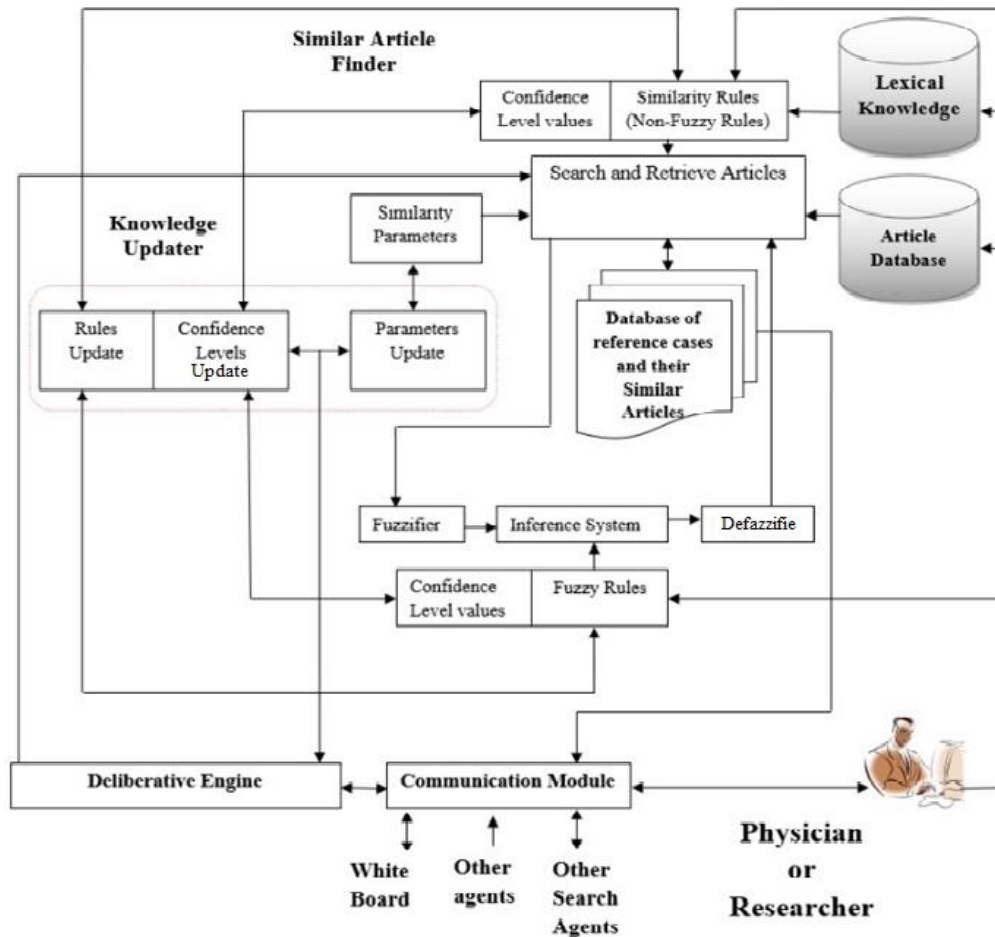 Similar Article
Finder
Confidence
Level values
Similarity Rules
(Non-Fuzzy Rules)
Lexical
Knowledge
Search and Retrieve Articles
Knowledge
Updater
Similarity
Parameters
Article
Database
Rules
Update
Confidence
Levels
Update
Parameters
Update
Database of
reference cases
and their
Similar
Articles
Fuzzifier
Inference System
Defazzifie
Confidence
Level values
Fuzzy Rules
Deliberative Engine
Communication Module
White
Board
Other
agents
Other
Search
Agents
Physician
or
Researcher